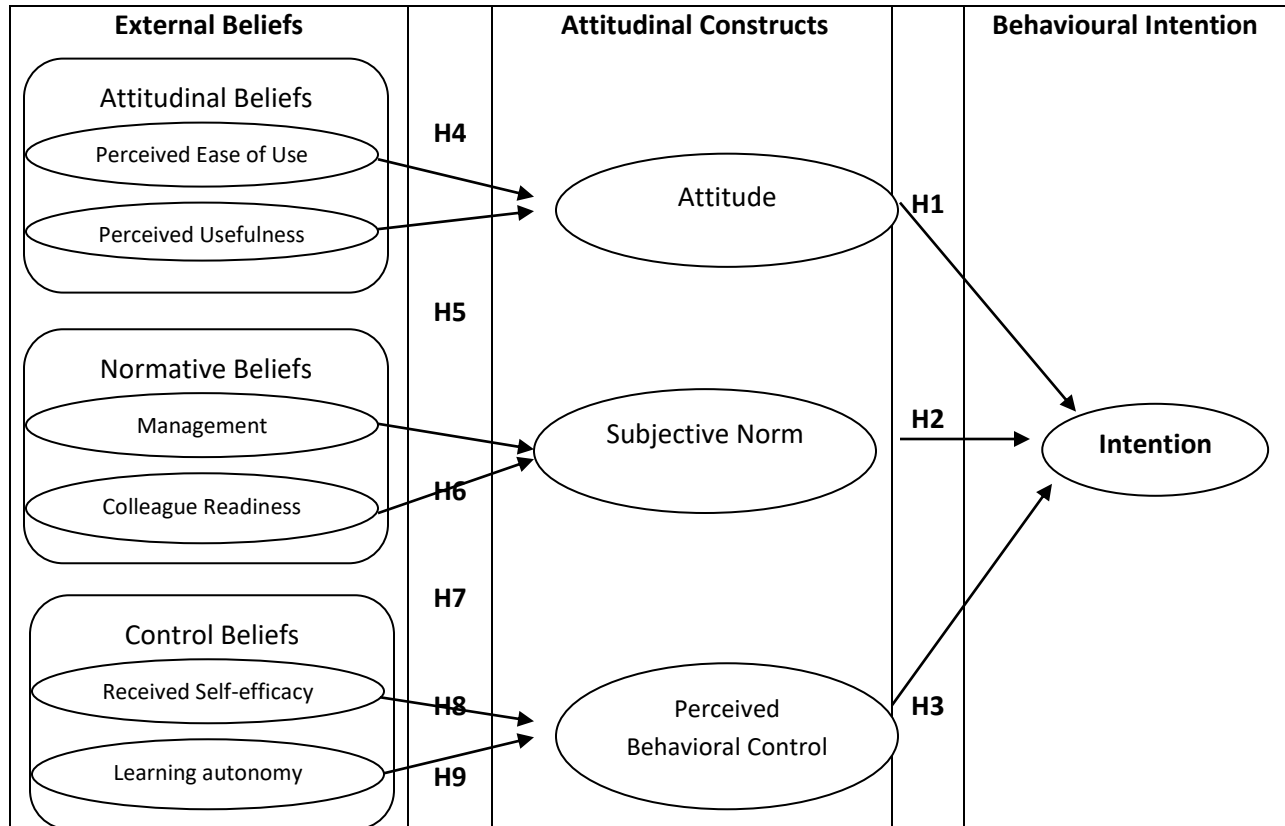 External Beliefs
Attitudinal Constructs
Behavioural Intention
Attitudinal Beliefs
Perceived Ease of Use
Perceived Usefulness
H4
Attitude
H1
H5
Normative Beliefs
Management
Colleague Readiness
H6
Subjective Norm
H2
Intention
H7
Control Beliefs
Received Self-efficacy
Learning autonomy
H8
H9
Perceived
Behavioral Control
H3